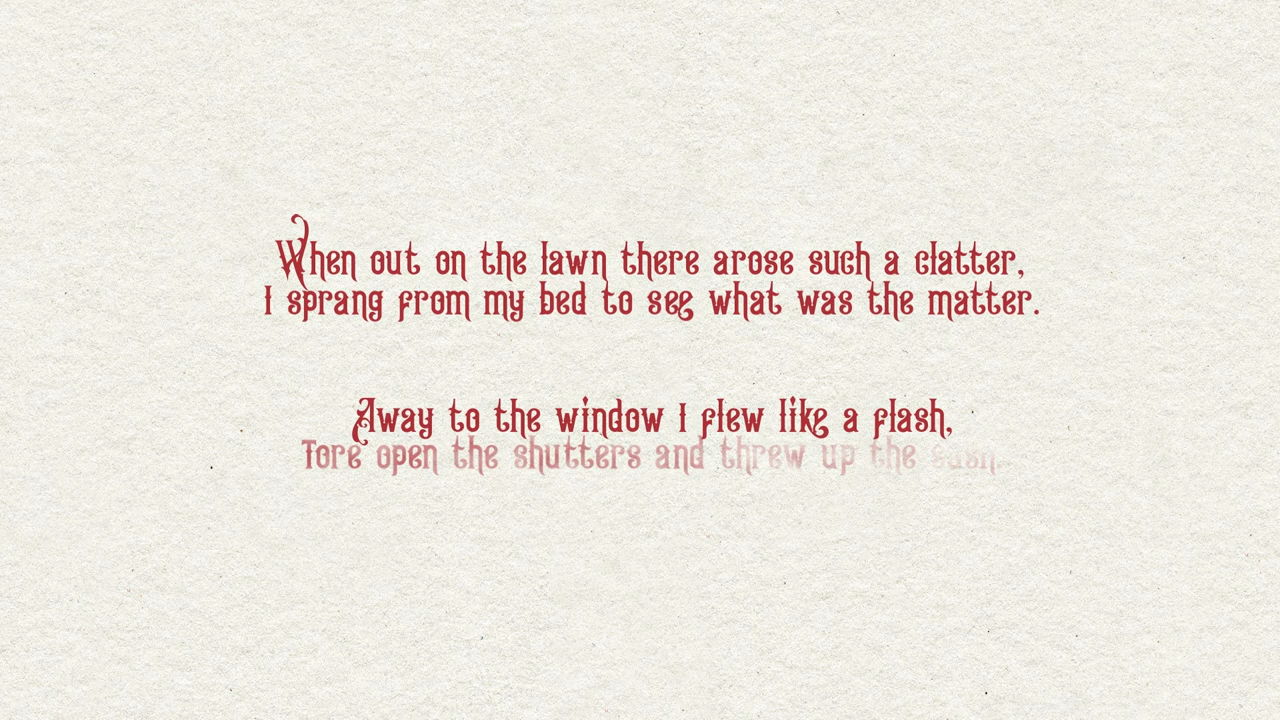 When out on the lawn there arose such a clatter,
I sprang from my bed to see what was the matter.
Away to the window I flew like a flash,
Tore open the shutters and threw up the sash.